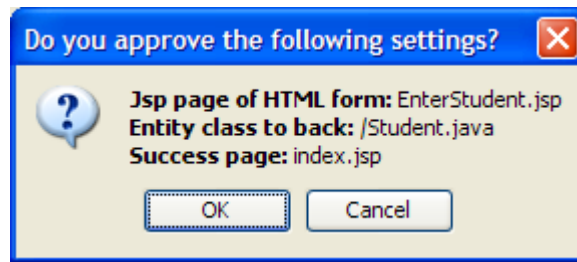 Do you approve the following settings?
Jsp page of HTML form: EnterStudent.jsp
Entity class to back: /Student.java
Success page: index.jsp
OK Cancel